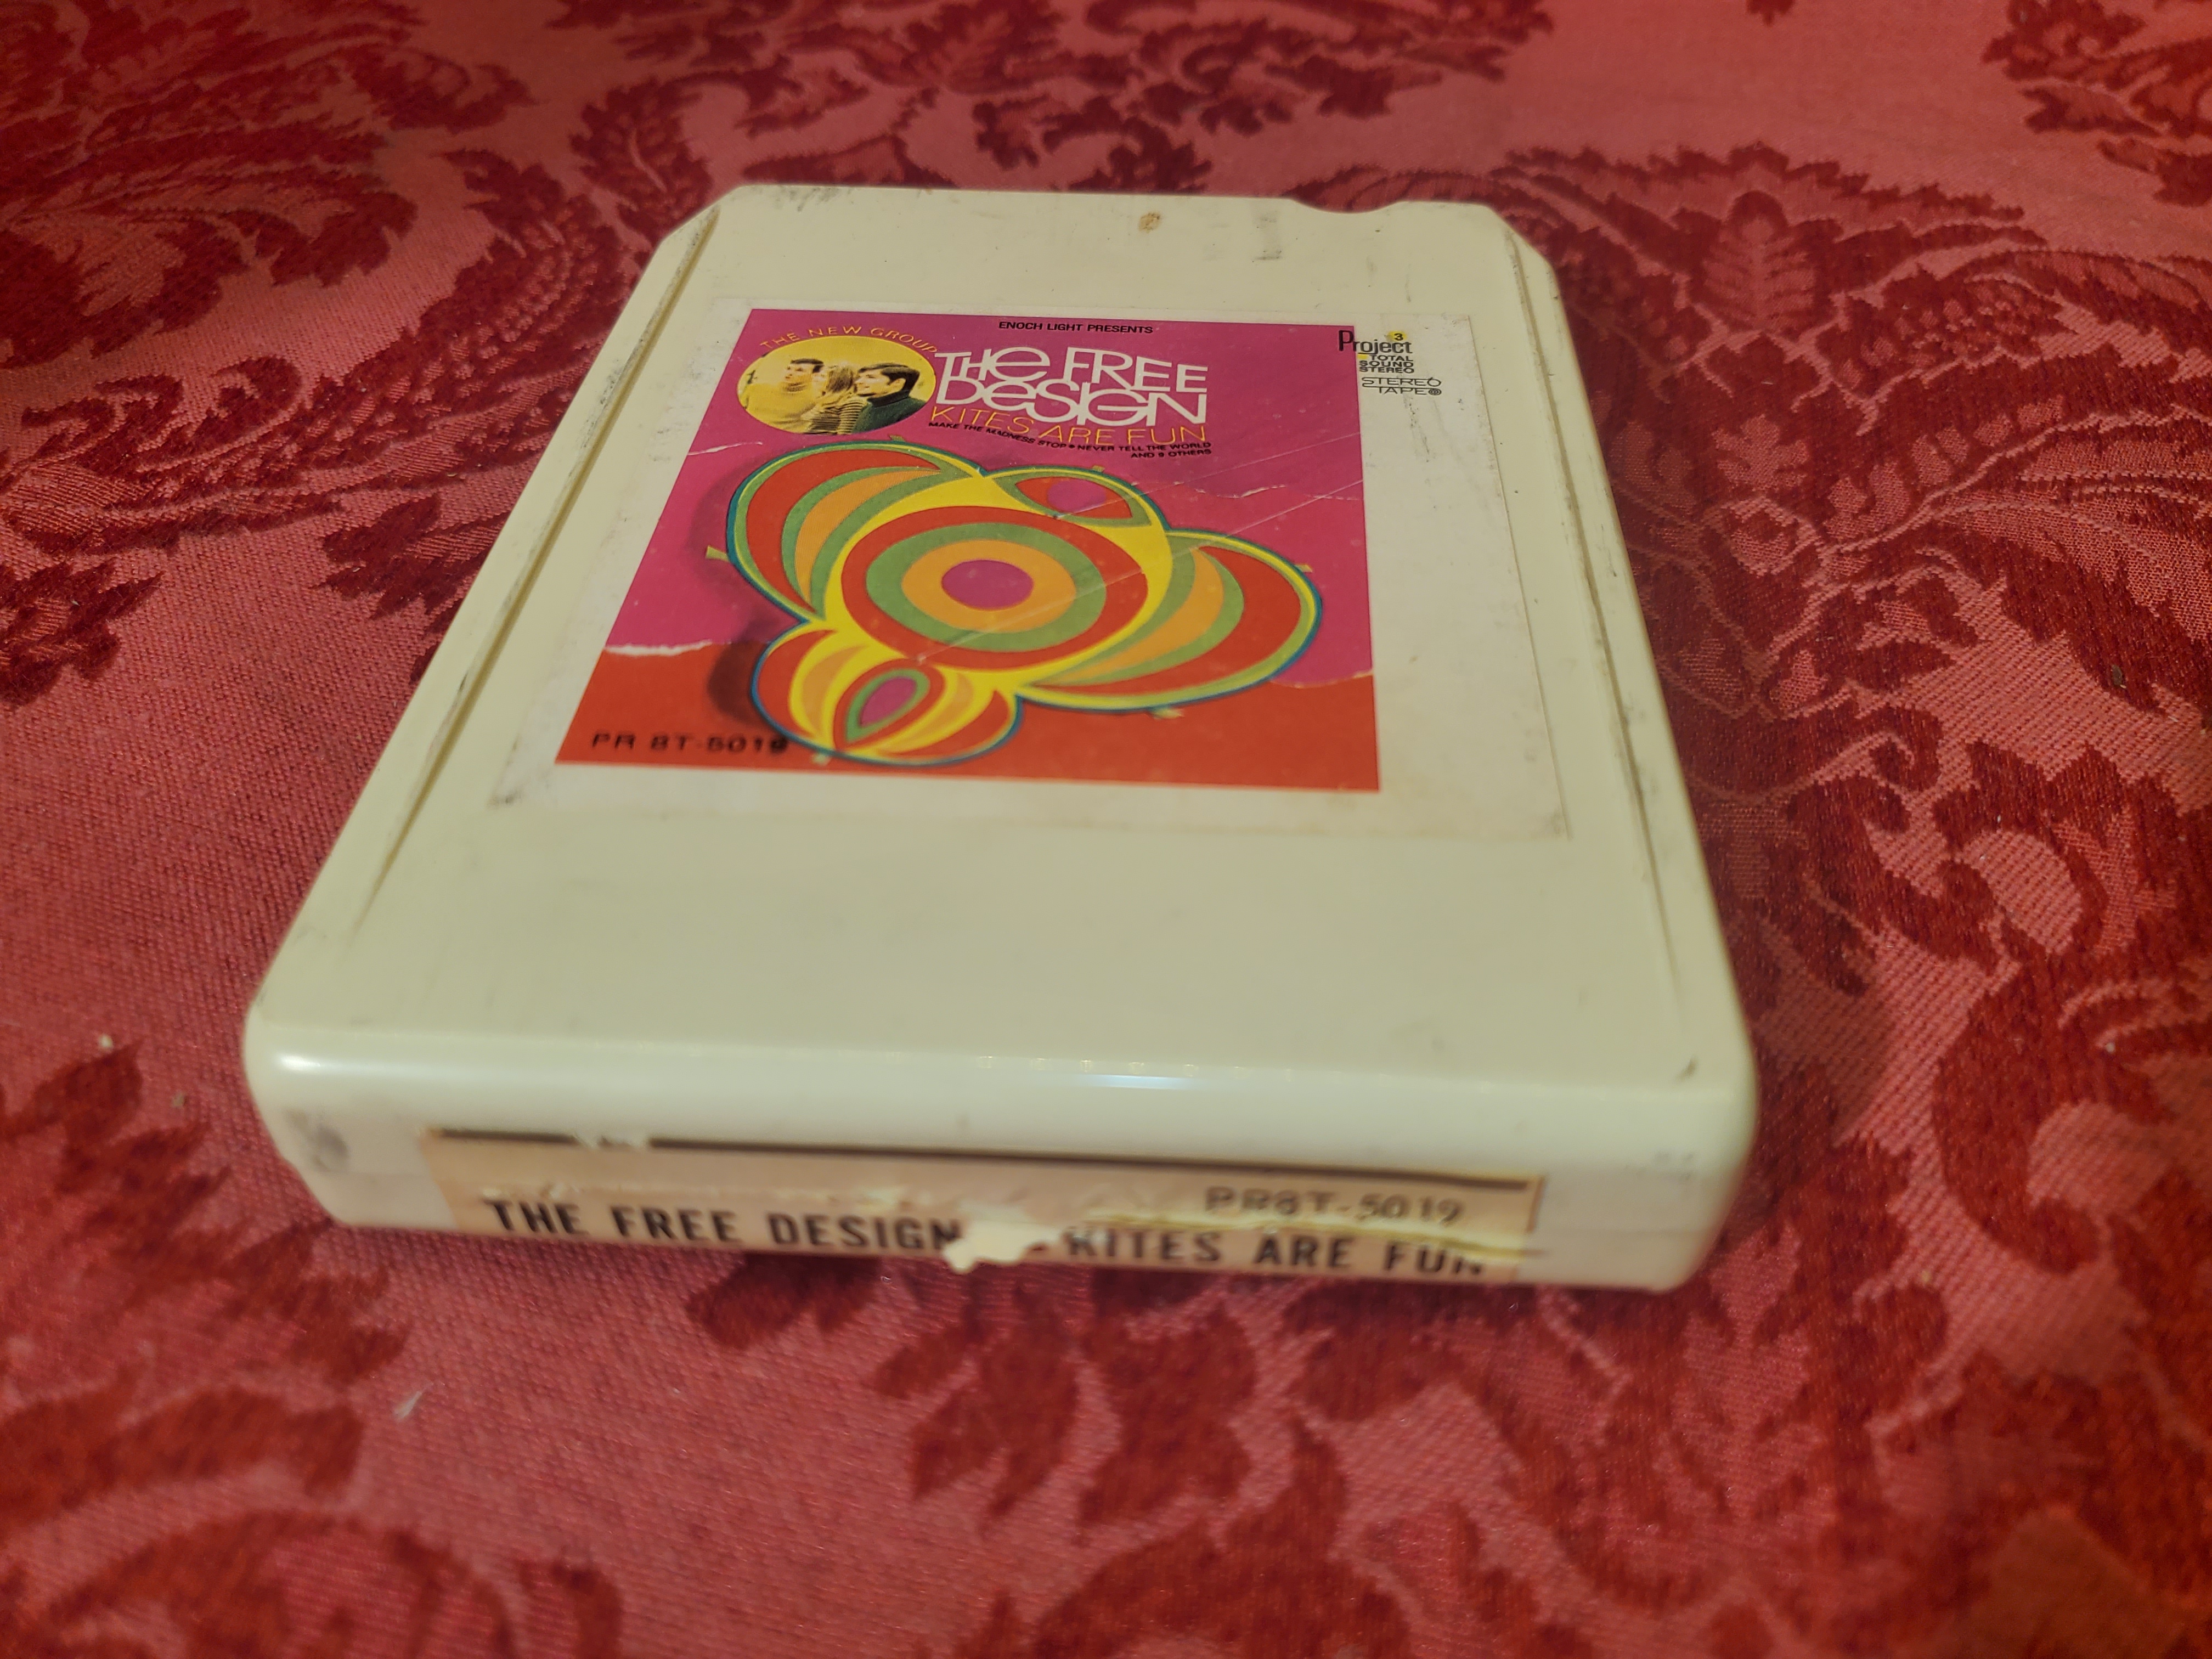 ENOCH LIGHT PRESENTS
THE NEW GROUP
THE FREE
DESIGN
KITES ARE FUN
MAKE THE MADNESS STOP • NEVER TELL THE WORLD
AND 9 OTHERS
Project 3
TOTAL
SOUND
STEREO
STEREO
TAPE
PR 8T-5019
PR8T-5019
THE FREE DESIGN KITES ARE FUN